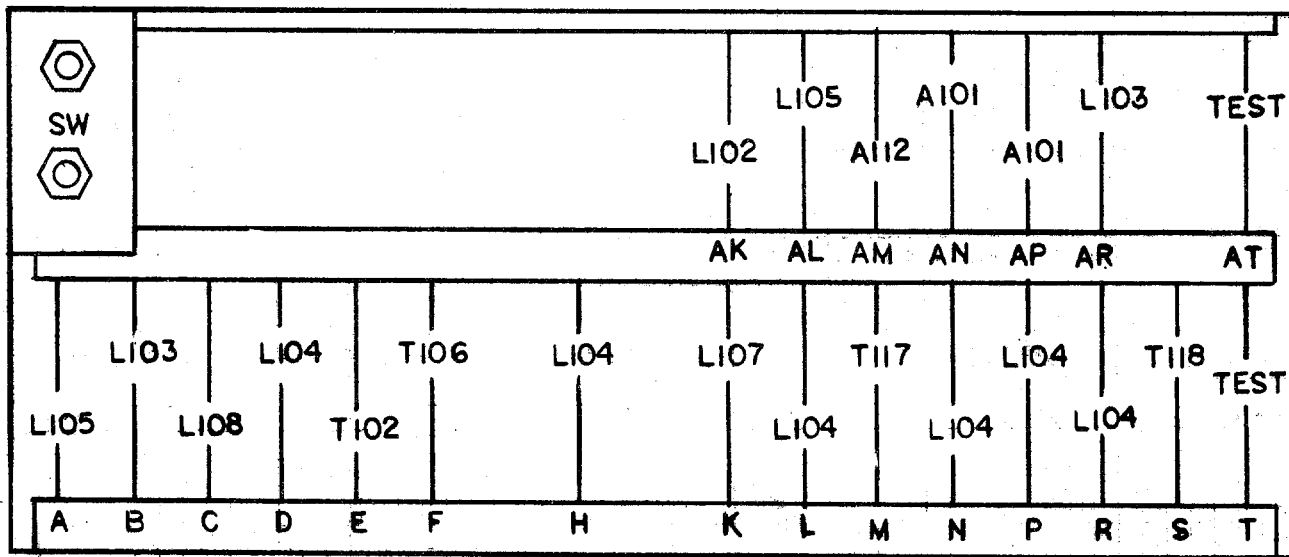 SW
L105 A101 L103 TEST
L102 A112 A101
AK AL AM AN AP AR AT
L103 L104 T106 L104 L107 T117 L104 T118 TEST
L105 L108 T102 L104 L104 L104
A B C D E F H K L M N P R S T